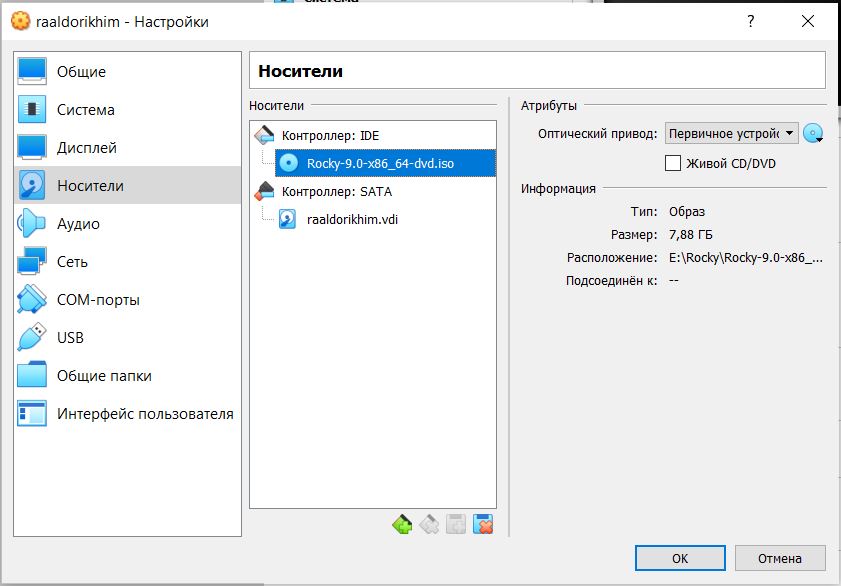 Система
raaldorikhim - Настройки
?
Общие
Система
Дисплей
Носители
Аудио
Сеть
COM-порты
USB
Общие папки
Интерфейс пользователя
Носители
Носители
Контроллер: IDE
Rocky-9.0-x86_64-dvd.iso
Контроллер: SATA
raaldorikhim.vdi
Атрибуты
Оптический привод: Первичное устройс
Живой CD/DVD
Информация
Тип: Образ
Размер: 7,88 ГБ
Расположение: E:\Rocky\Rocky-9.0-x86_...
Подсоединён к: --
OK
Отмена